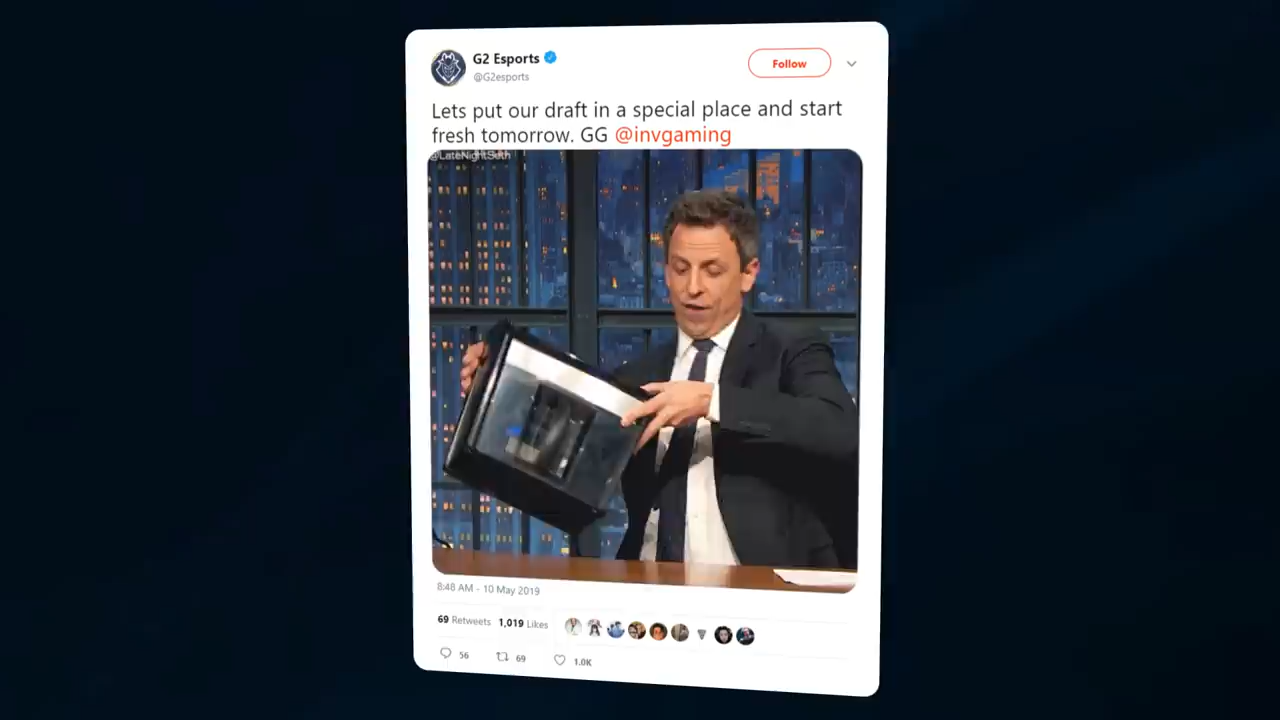 G2 Esports
@G2esports
Follow
Lets put our draft in a special place and start
fresh tomorrow. GG @invgaming
@LateNightSeth
8:48 AM - 10 May 2019
69 Retweets 1,019 Likes
56 69 1.0K